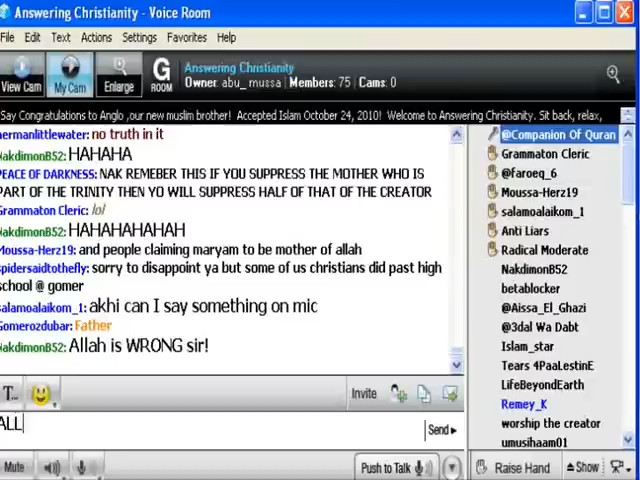 Answering Christianity - Voice Room
File Edit Text Actions Settings Favorites Help
View Cam My Cam Enlarge G ROOM Answering Christianity
Owner: abu_ mussa | Members: 75 | Cams: 0
Say Congratulations to Anglo ,our new muslim brother! Accepted Islam October 24, 2010! Welcome to Answering Christianity. Sit back, relax,
hermanlittlewater: no truth in it
NakdimonB52: HAHAHA
PEACE OF DARKNESS: NAK REMEBER THIS IF YOU SUPPRESS THE MOTHER WHO IS
PART OF THE TRINITY THEN YO WILL SUPPRESS HALF OF THAT OF THE CREATOR
Grammaton Cleric: lol
NakdimonB52: HAHAHAHAHAH
Moussa-Herz19: and people claiming maryam to be mother of allah
spidersaidtothefly: sorry to disappoint ya but some of us christians did past high
school @ gomer
salamoalaikom_1: akhi can I say something on mic
Gomerozdubar: Father
NakdimonB52: Allah is WRONG sir!
@Companion Of Quran
Grammaton Cleric
@faroeq_6
Moussa-Herz19
salamoalaikom_1
Anti Liars
Radical Moderate
NakdimonB52
betablocker
@Aissa_El_Ghazi
@3dal Wa Dabt
Islam_star
Tears 4PaaLestinE
LifeBeyondEarth
Remey_K
worship the creator
umusihaam01
T... Invite
ALL
Send
Mute Push to Talk Raise Hand Show